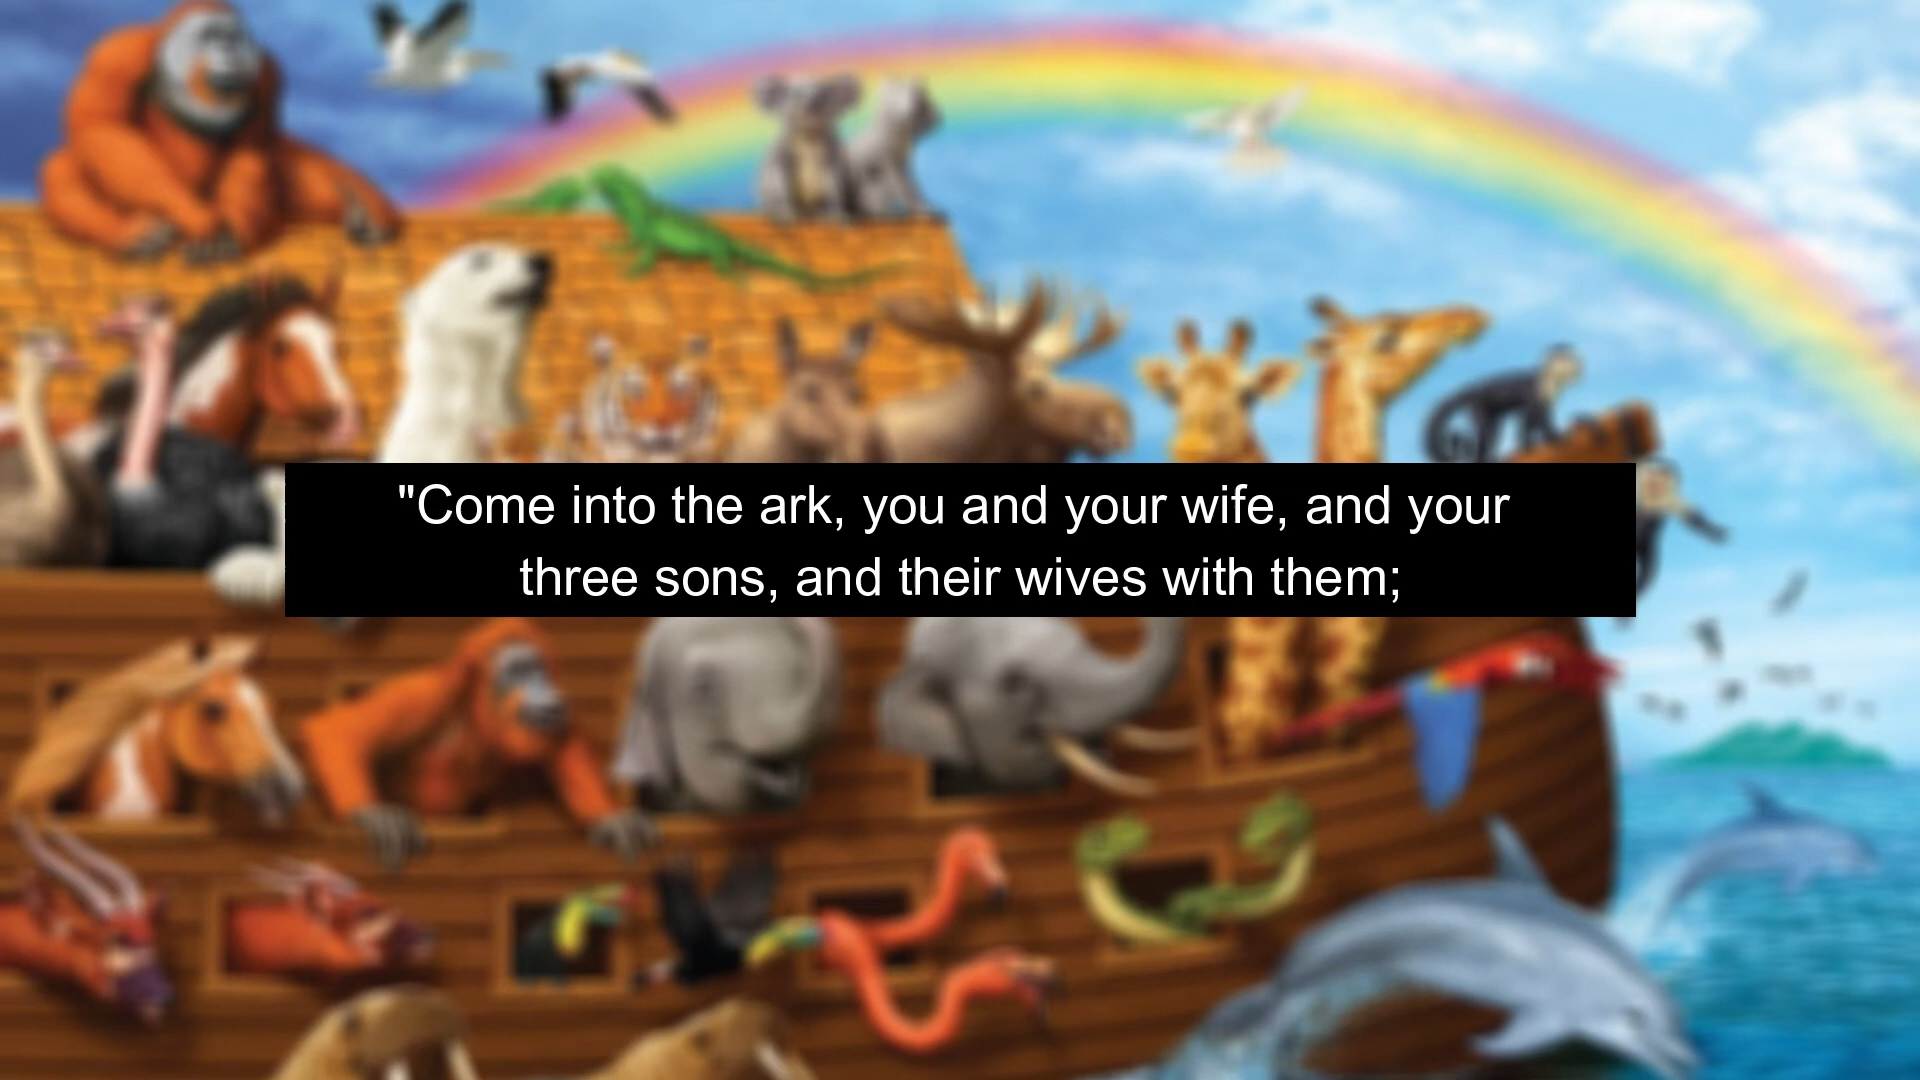 "Come into the ark, you and your wife, and your
three sons, and their wives with them;